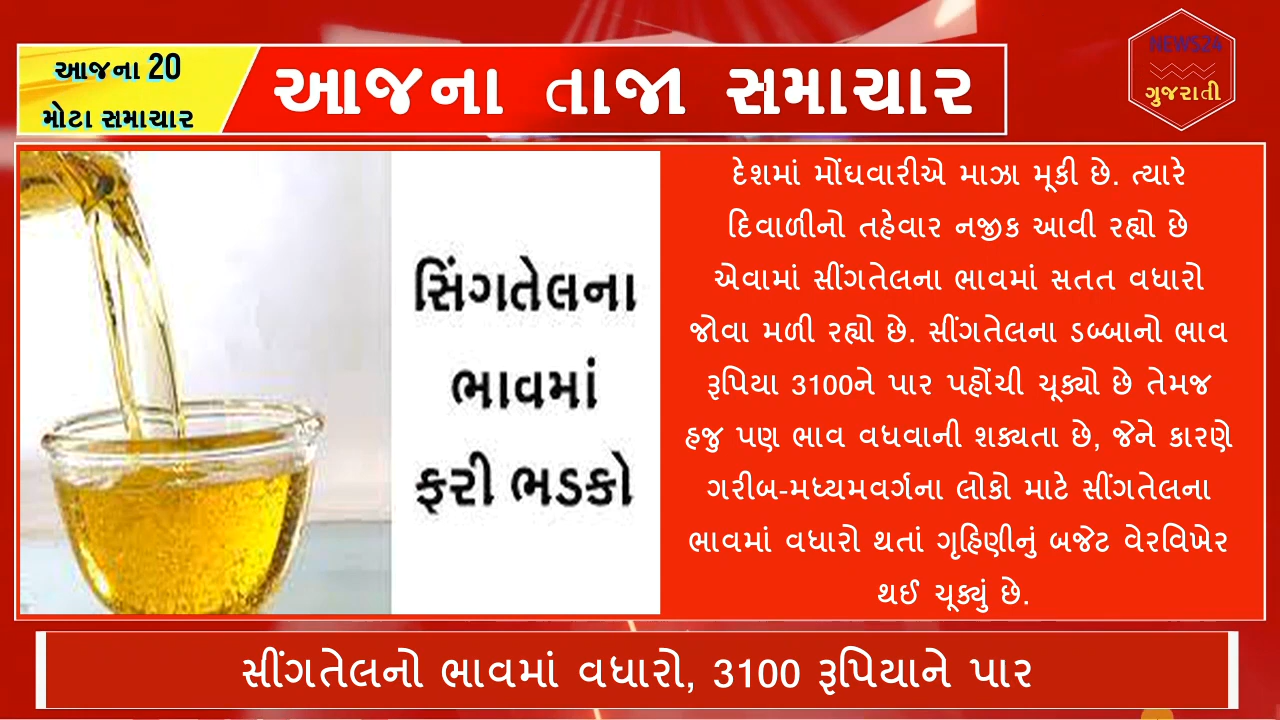 આજના 20
મોટા સમાચાર
આજના તાજા સમાચાર
NEWS24
ગુજરાતી
સિંગતેલના
ભાવમાં
ફરી ભડકો
દેશમાં મોંઘવારીએ માઝા મૂકી છે. ત્યારે
દિવાળીનો તહેવાર નજીક આવી રહ્યો છે
એવામાં સીંગતેલના ભાવમાં સતત વધારો
જોવા મળી રહ્યો છે. સીંગતેલના ડબ્બાનો ભાવ
રૂપિયા 3100ને પાર પહોંચી ચૂક્યો છે તેમજ
હજુ પણ ભાવ વધવાની શક્યતા છે, જેને કારણે
ગરીબ-મધ્યમવર્ગના લોકો માટે સીંગતેલના
ભાવમાં વધારો થતાં ગૃહિણીનું બજેટ વેરવિખેર
થઈ ચૂક્યું છે.
સીંગતેલનો ભાવમાં વધારો, 3100 રૂપિયાને પાર